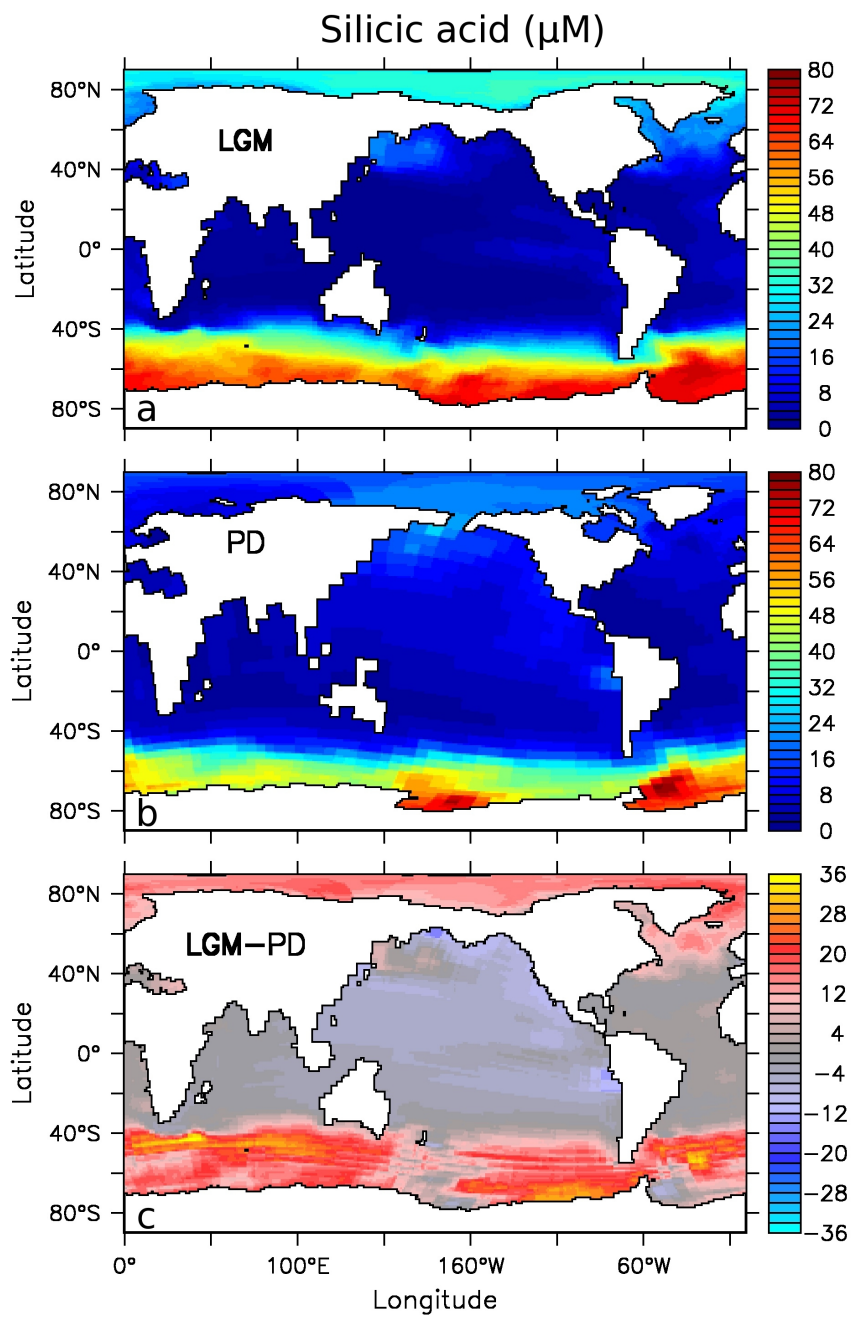 Silicic acid (μM)
80°N
40°N
0°
40°S
80°S
Latitude
LGM
a
80
72
64
56
48
40
32
24
16
8
0
80°N
40°N
0°
40°S
80°S
Latitude
PD
b
80
72
64
56
48
40
32
24
16
8
0
80°N
40°N
0°
40°S
80°S
Latitude
LGM−PD
c
36
28
20
12
4
−4
−12
−20
−28
−36
0° 100°E 160°W 60°W
Longitude